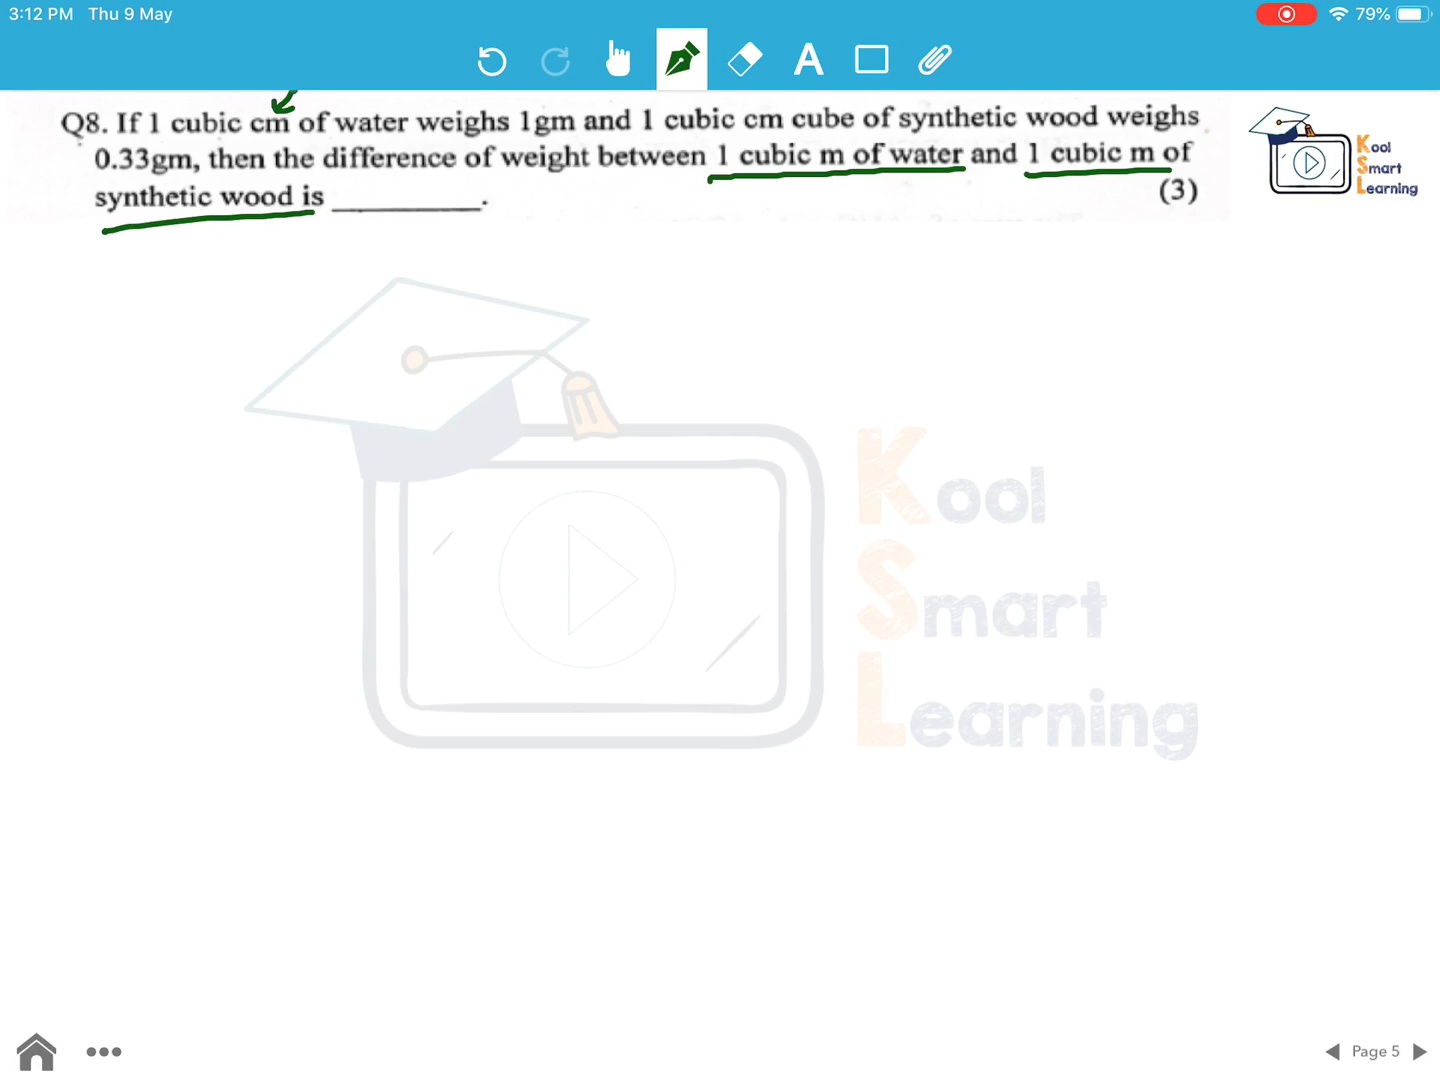 3:12 PM Thu 9 May
79%
A
Q8. If 1 cubic cm of water weighs 1gm and 1 cubic cm cube of synthetic wood weighs
0.33gm, then the difference of weight between 1 cubic m of water and 1 cubic m of
synthetic wood is __________.
(3)
Kool
Smart
Learning
Kool
Smart
Learning
Page 5